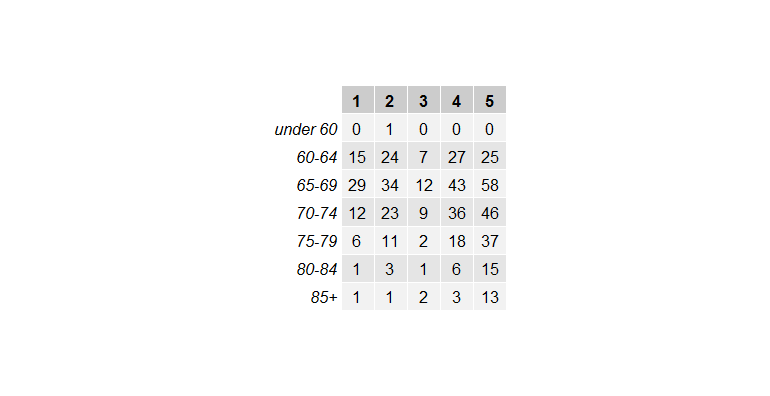 1 2 3 4 5
under 60 0 1 0 0 0
60-64 15 24 7 27 25
65-69 29 34 12 43 58
70-74 12 23 9 36 46
75-79 6 11 2 18 37
80-84 1 3 1 6 15
85+ 1 1 2 3 13